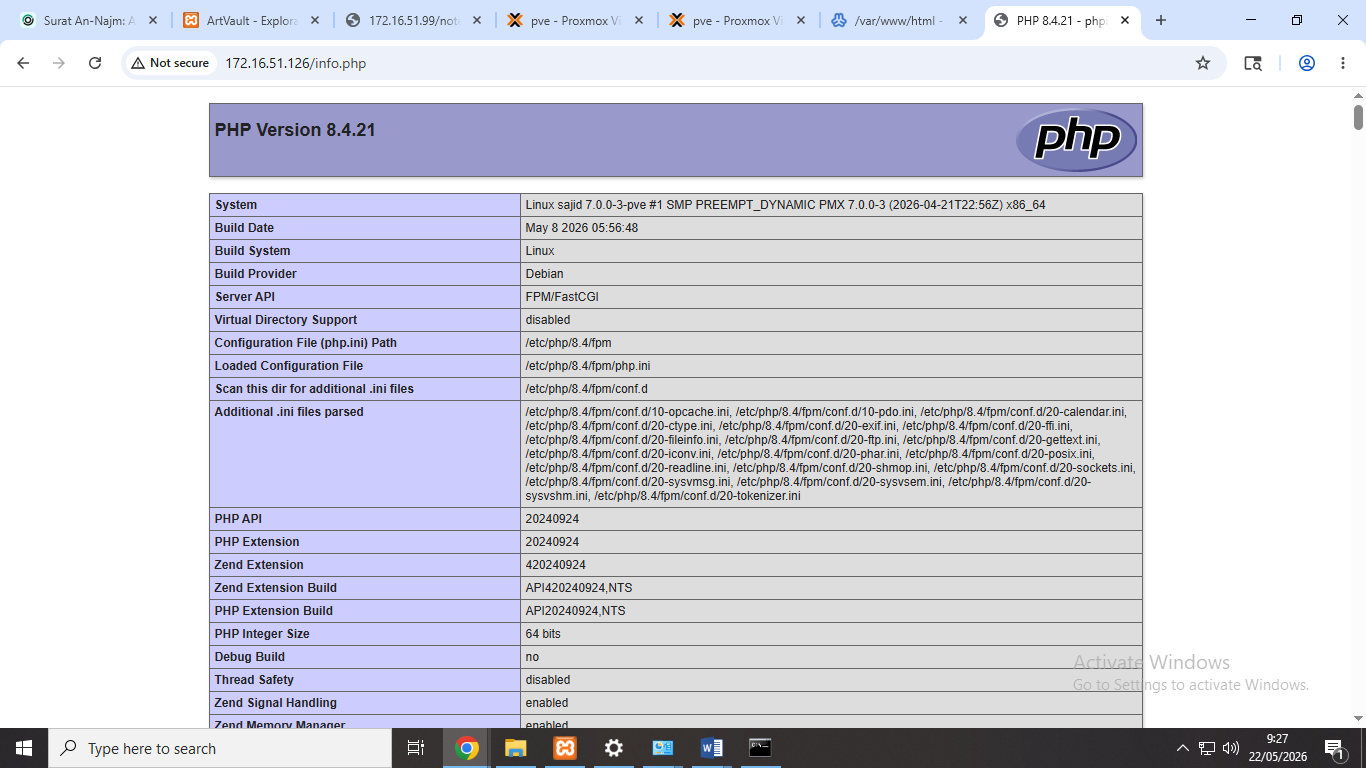 Surat An-Najm: A
ArtVault - Explora
172.16.51.99/not
pve - Proxmox Vi
pve - Proxmox Vi
/var/www/html -
PHP 8.4.21 - phpi
Not secure
172.16.51.126/info.php
PHP Version 8.4.21
php
System Linux sajid 7.0.0-3-pve #1 SMP PREEMPT_DYNAMIC PMX 7.0.0-3 (2026-04-21T22:56Z) x86_64
Build Date May 8 2026 05:56:48
Build System Linux
Build Provider Debian
Server API FPM/FastCGI
Virtual Directory Support disabled
Configuration File (php.ini) Path /etc/php/8.4/fpm
Loaded Configuration File /etc/php/8.4/fpm/php.ini
Scan this dir for additional .ini files /etc/php/8.4/fpm/conf.d
Additional .ini files parsed /etc/php/8.4/fpm/conf.d/10-opcache.ini, /etc/php/8.4/fpm/conf.d/10-pdo.ini, /etc/php/8.4/fpm/conf.d/20-calendar.ini,
/etc/php/8.4/fpm/conf.d/20-ctype.ini, /etc/php/8.4/fpm/conf.d/20-exif.ini, /etc/php/8.4/fpm/conf.d/20-ffi.ini,
/etc/php/8.4/fpm/conf.d/20-fileinfo.ini, /etc/php/8.4/fpm/conf.d/20-ftp.ini, /etc/php/8.4/fpm/conf.d/20-gettext.ini,
/etc/php/8.4/fpm/conf.d/20-iconv.ini, /etc/php/8.4/fpm/conf.d/20-phar.ini, /etc/php/8.4/fpm/conf.d/20-posix.ini,
/etc/php/8.4/fpm/conf.d/20-readline.ini, /etc/php/8.4/fpm/conf.d/20-shmop.ini, /etc/php/8.4/fpm/conf.d/20-sockets.ini,
/etc/php/8.4/fpm/conf.d/20-sysvmsg.ini, /etc/php/8.4/fpm/conf.d/20-sysvsem.ini, /etc/php/8.4/fpm/conf.d/20-
sysvshm.ini, /etc/php/8.4/fpm/conf.d/20-tokenizer.ini
PHP API 20240924
PHP Extension 20240924
Zend Extension 420240924
Zend Extension Build API420240924,NTS
PHP Extension Build API20240924,NTS
PHP Integer Size 64 bits
Debug Build no
Thread Safety disabled
Zend Signal Handling enabled
Zend Memory Manager enabled
Activate Windows
Go to Settings to activate Windows.
Type here to search
9:27
22/05/2026
1